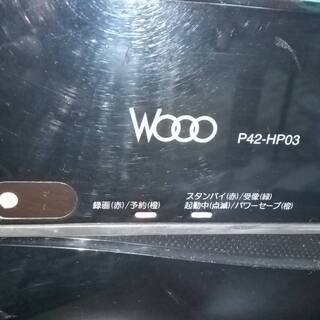 Wooo
P42-HP03
録画(赤)/予約(橙)
スタンバイ(赤)/受像(緑)
起動中(点滅)/パワーセーブ(橙)